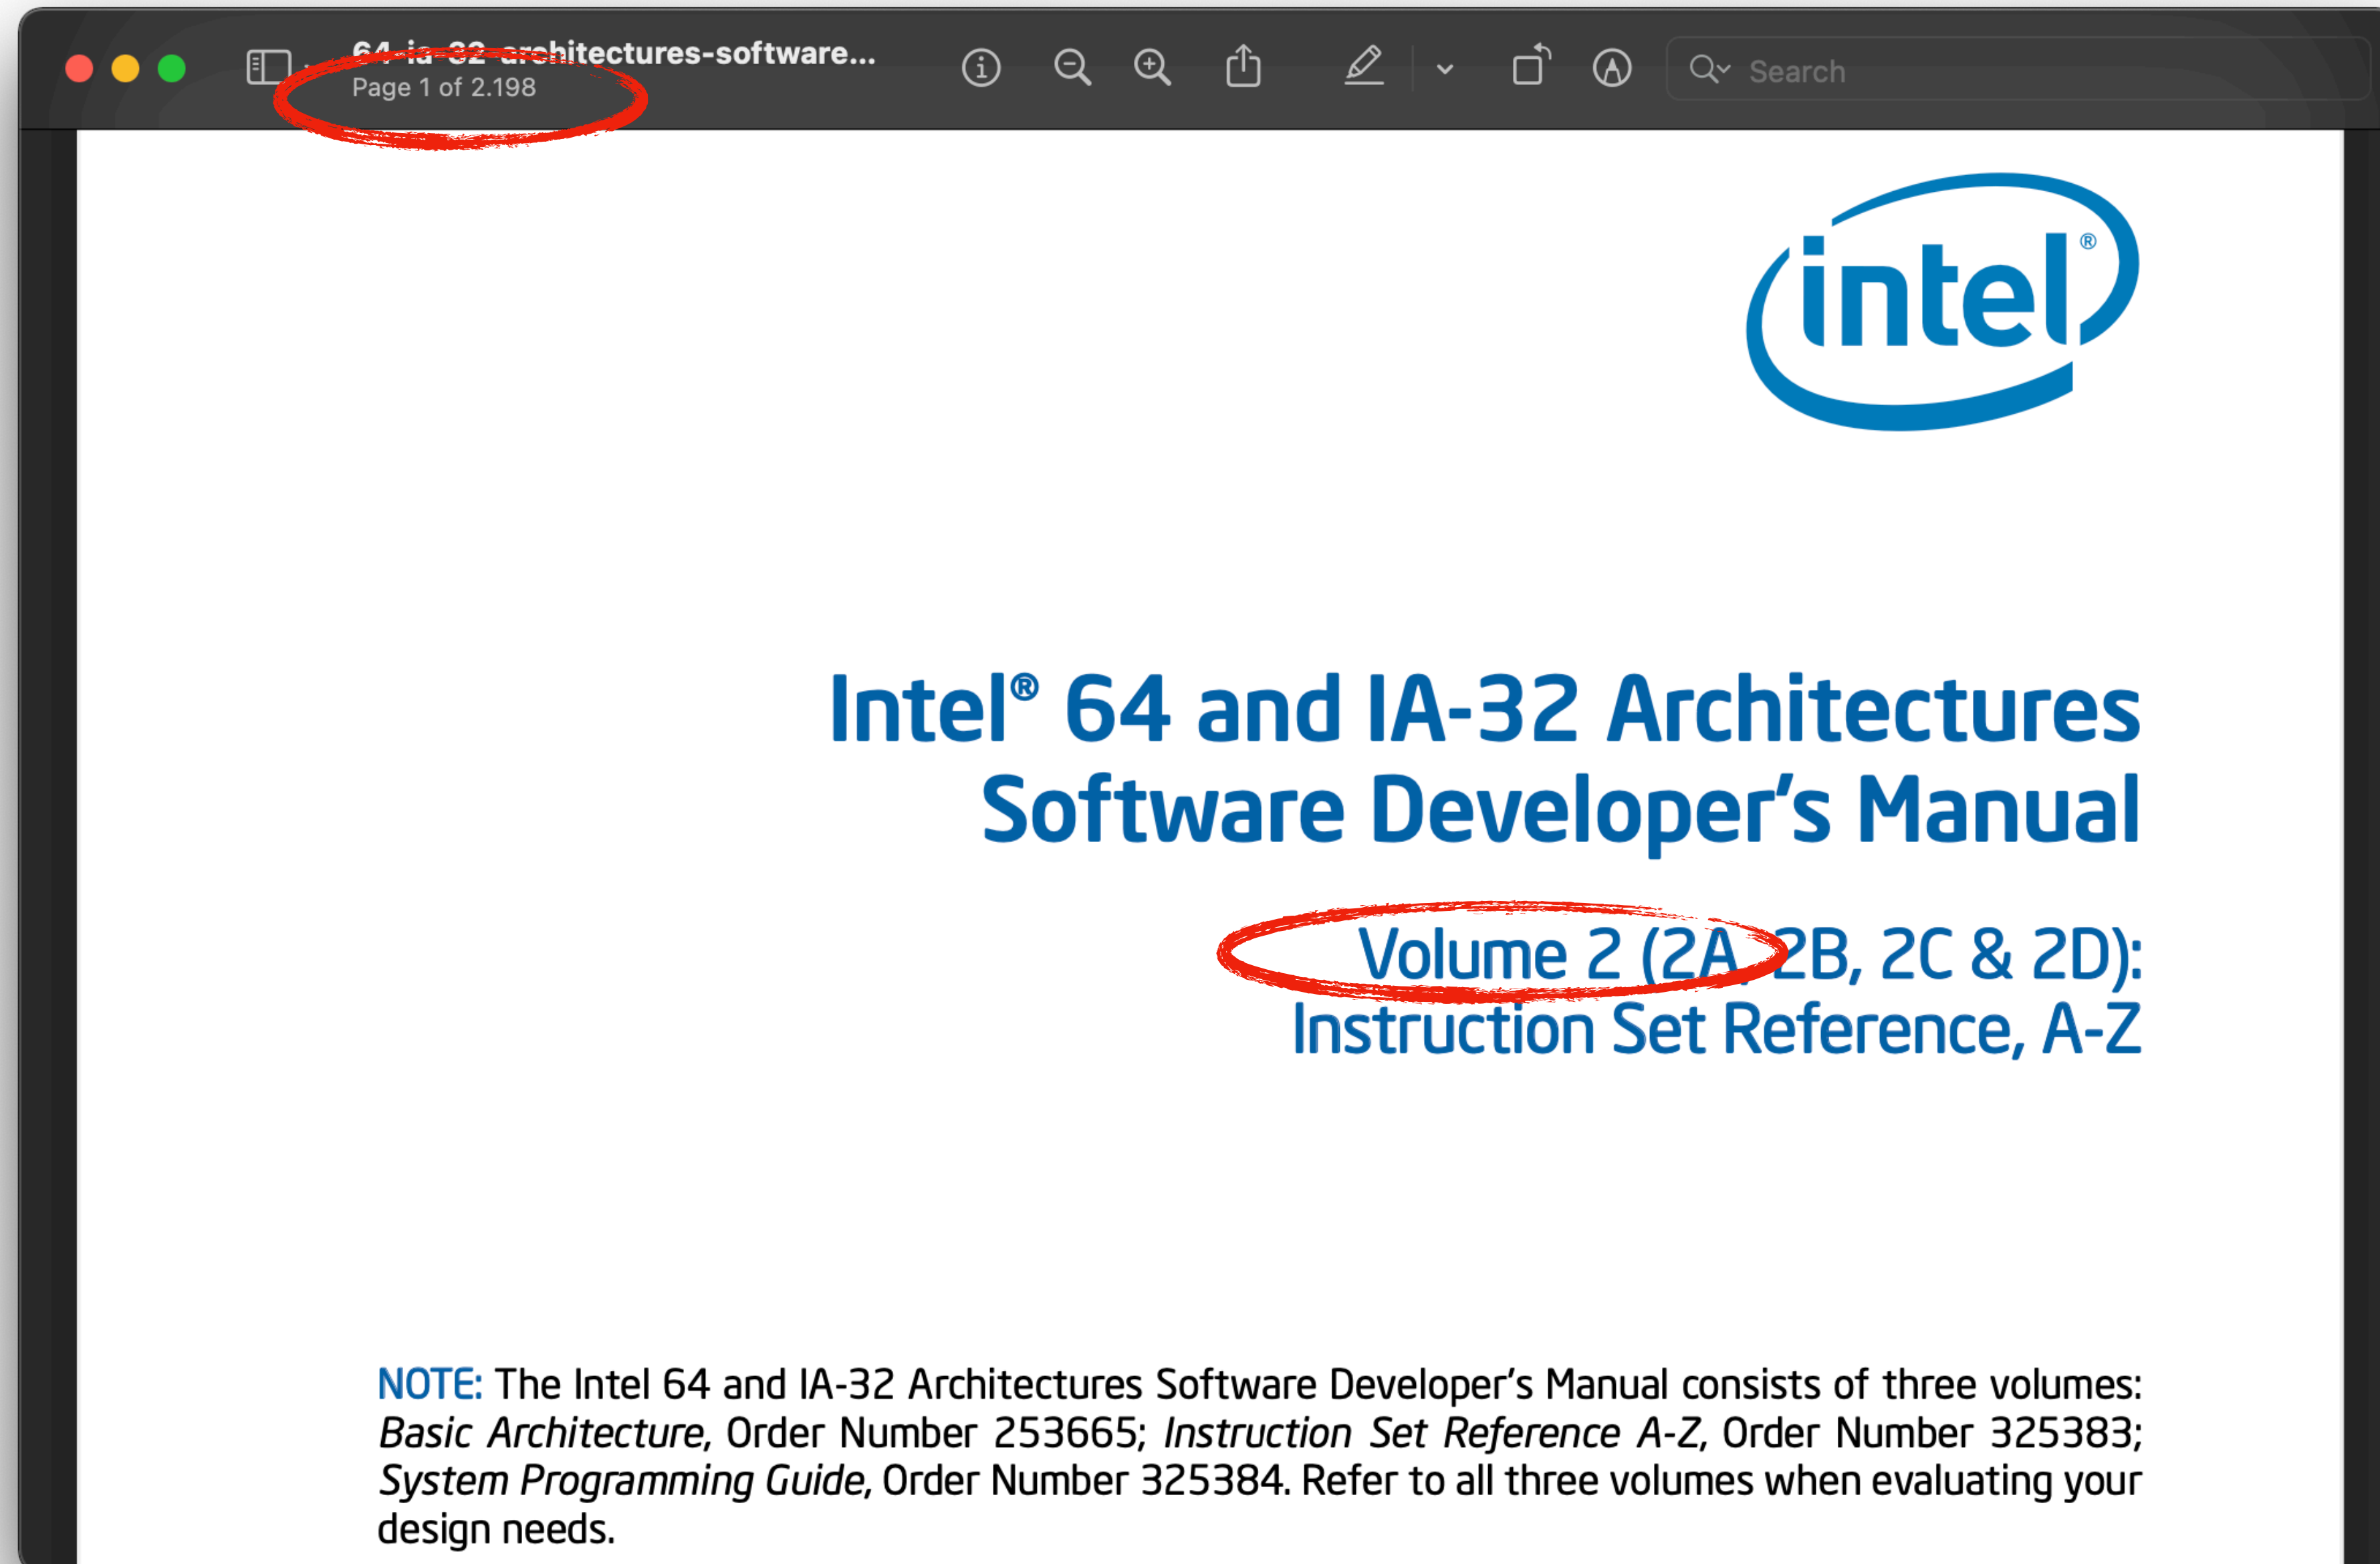 64-ia-32-architectures-software...
Page 1 of 2.198
Search
intel®
Intel® 64 and IA-32 Architectures
Software Developer’s Manual
Volume 2 (2A, 2B, 2C & 2D):
Instruction Set Reference, A-Z
NOTE: The Intel 64 and IA-32 Architectures Software Developer’s Manual consists of three volumes:
Basic Architecture, Order Number 253665; Instruction Set Reference A-Z, Order Number 325383;
System Programming Guide, Order Number 325384. Refer to all three volumes when evaluating your
design needs.